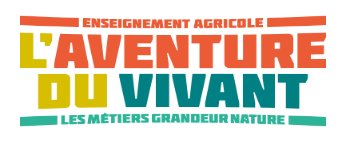 ENSEIGNEMENT AGRICOLE
L'AVENTURE
DU VIVANT
LES MÉTIERS GRANDEUR NATURE